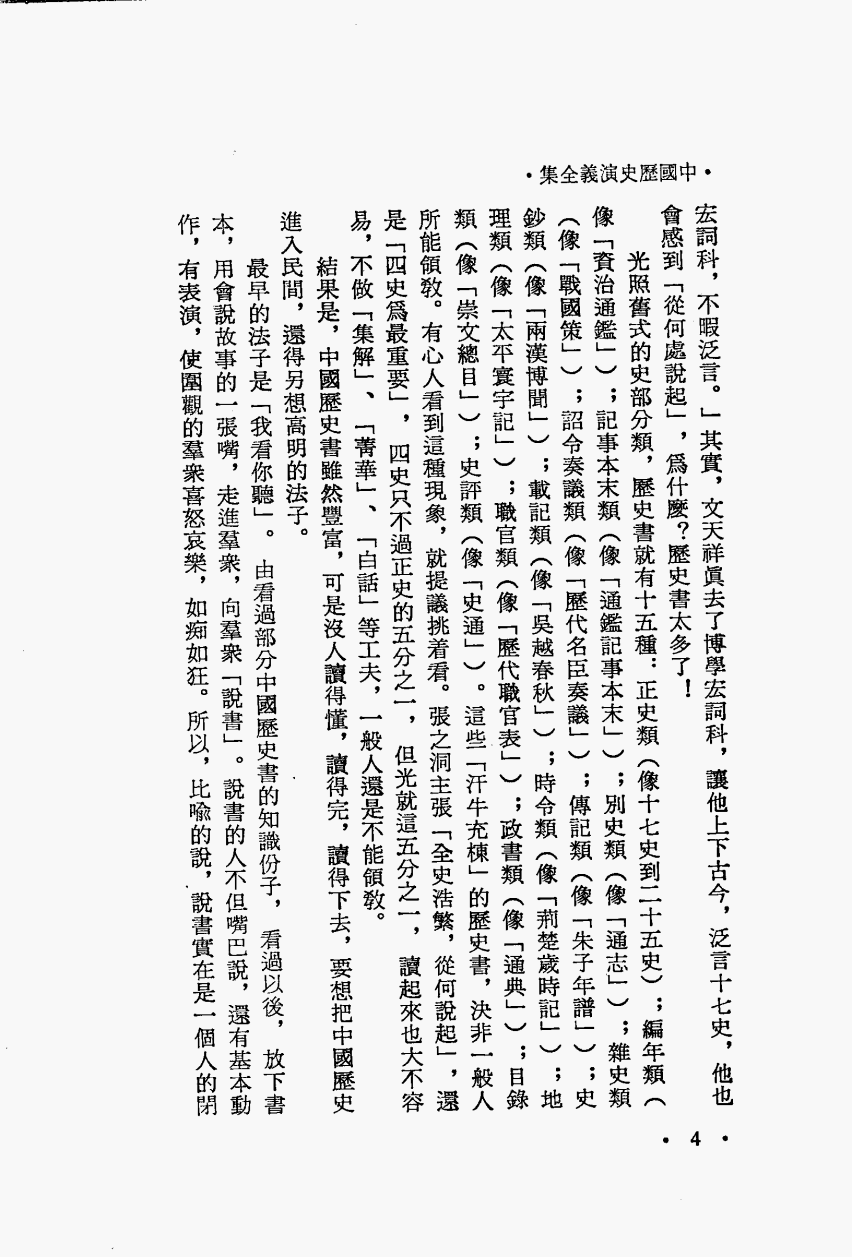 ·中國歷史演義全集·
宏詞科，不暇泛言。」其實，文天祥眞去了博學宏詞科，讓他上下古今，泛言十七史，他也
會感到「從何處說起」，爲什麼？歷史書太多了！
光照舊式的史部分類，歷史書就有十五種：正史類（像十七史到二十五史）；編年類（
像「資治通鑑」）；記事本末類（像「通鑑記事本末」）；別史類（像「通志」）；雜史類
（像「戰國策」）；詔令奏議類（像「歷代名臣奏議」）；傳記類（像「朱子年譜」）；史
鈔類（像「兩漢博聞」）；載記類（像「吳越春秋」）；時令類（像「荊楚歲時記」）；地
理類（像「太平寰宇記」）；職官類（像「歷代職官表」）；政書類（像「通典」）；目錄
類（像「崇文總目」）；史評類（像「史通」）。這些「汗牛充棟」的歷史書，決非一般人
所能領敎。有心人看到這種現象，就提議挑着看。張之洞主張「全史浩繁，從何說起」，還
是「四史爲最重要」，四史只不過正史的五分之一，但光就這五分之一，讀起來也大不容
易，不做「集解」、「菁華」、「白話」等工夫，一般人還是不能領敎。
結果是，中國歷史書雖然豐富，可是沒人讀得懂，讀得完，讀得下去，要想把中國歷史
進入民間，還得另想高明的法子。
最早的法子是「我看你聽」。由看過部分中國歷史書的知識份子，看過以後，放下書
本，用會說故事的一張嘴，走進羣衆，向羣衆「說書」。說書的人不但嘴巴說，還有基本動
作，有表演，使圍觀的羣衆喜怒哀樂，如痴如狂。所以，比喩的說，說書實在是一個人的閉
· 4 ·